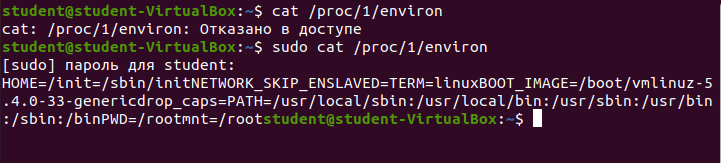 student@student-VirtualBox:~$ cat /proc/1/environ
cat: /proc/1/environ: Отказано в доступе
student@student-VirtualBox:~$ sudo cat /proc/1/environ
[sudo] пароль для student:
HOME=/init=/sbin/initNETWORK_SKIP_ENSLAVED=TERM=linuxBOOT_IMAGE=/boot/vmlinuz-5
.4.0-33-genericdrop_caps=PATH=/usr/local/sbin:/usr/local/bin:/usr/sbin:/usr/bin
:/sbin:/binPWD=/rootmnt=/rootstudent@student-VirtualBox:~$